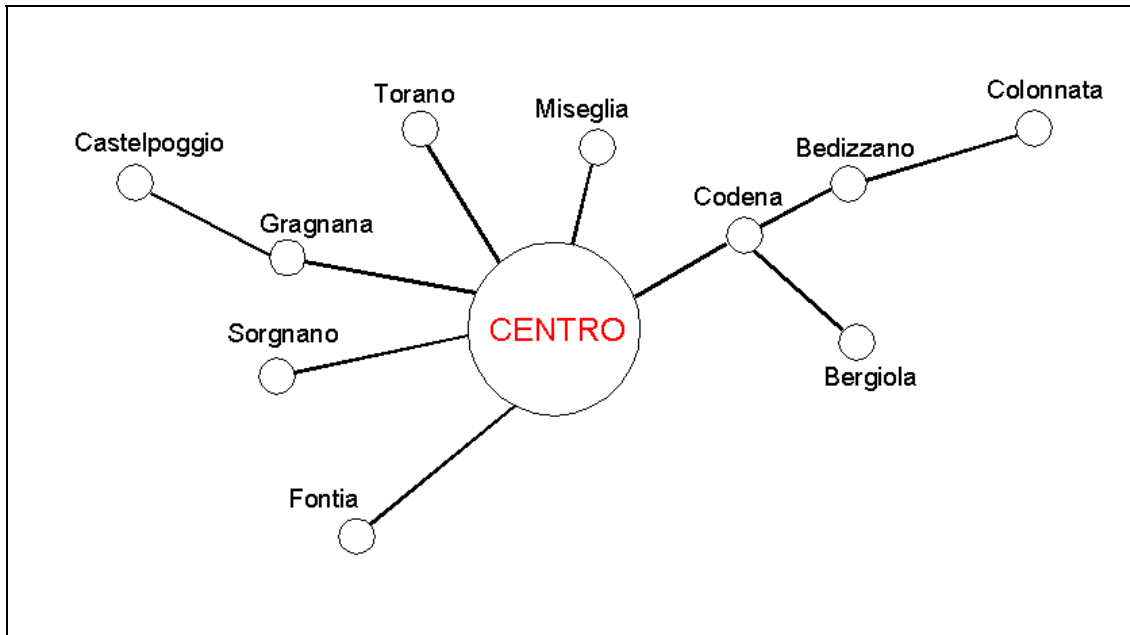 Colonnata
Torano
Miseglia
Castelpoggio
Bedizzano
Codena
Gragnana
Sorgnano
CENTRO
Bergiola
Fontia